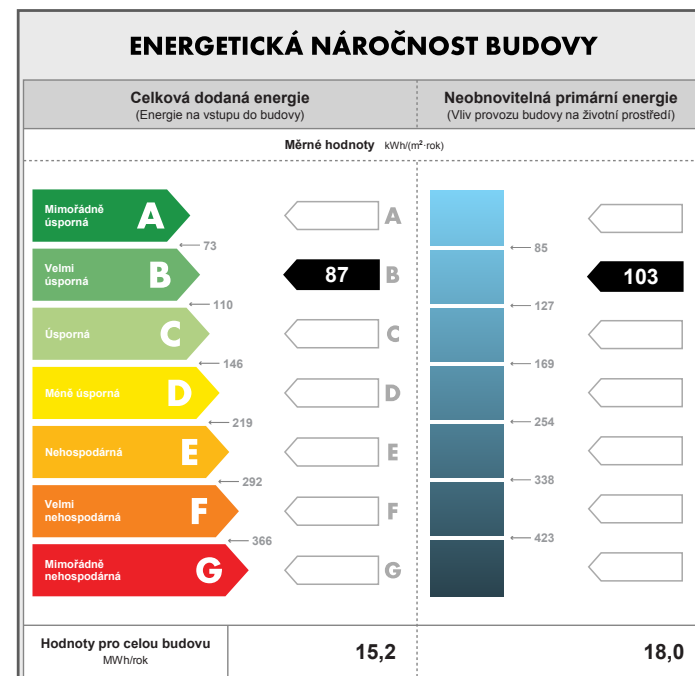 ENERGETICKÁ NÁROČNOST BUDOVY
Celková dodaná energie
(Energie na vstupu do budovy)
Neobnovitelná primární energie
(Vliv provozu budovy na životní prostředí)
Měrné hodnoty kWh/(m²·rok)
Mimořádně
úsporná
A
A
73
85
Velmi
úsporná
B
87
B
103
110
127
Úsporná
C
C
146
169
Méně úsporná
D
D
219
254
Nehospodárná
E
E
292
338
Velmi
nehospodárná
F
F
366
423
Mimořádně
nehospodárná
G
G
Hodnoty pro celou budovu
MWh/rok
15,2
18,0